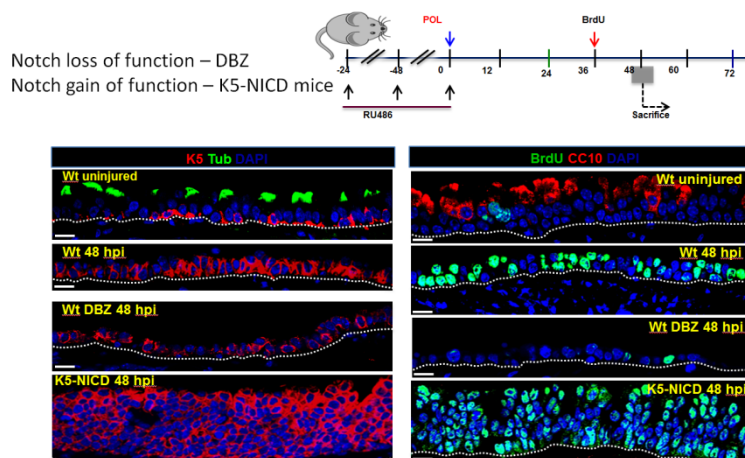 POL
BrdU
Notch loss of function – DBZ
Notch gain of function – K5-NICD mice
-24 -48 0 12 24 36 48 60 72
RU486
Sacrifice
K5 Tub DAPI
Wt uninjured
Wt 48 hpi
Wt DBZ 48 hpi
K5-NICD 48 hpi
BrdU CC10 DAPI
Wt uninjured
Wt 48 hpi
Wt DBZ 48 hpi
K5-NICD 48 hpi